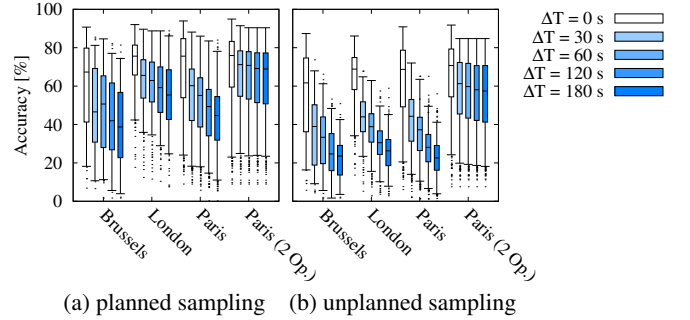 Accuracy [%]
100
80
60
40
20
0
Brussels
London
Paris
Paris (2 Op.)
Brussels
London
Paris
Paris (2 Op.)
ΔT = 0 s
ΔT = 30 s
ΔT = 60 s
ΔT = 120 s
ΔT = 180 s
(a) planned sampling
(b) unplanned sampling